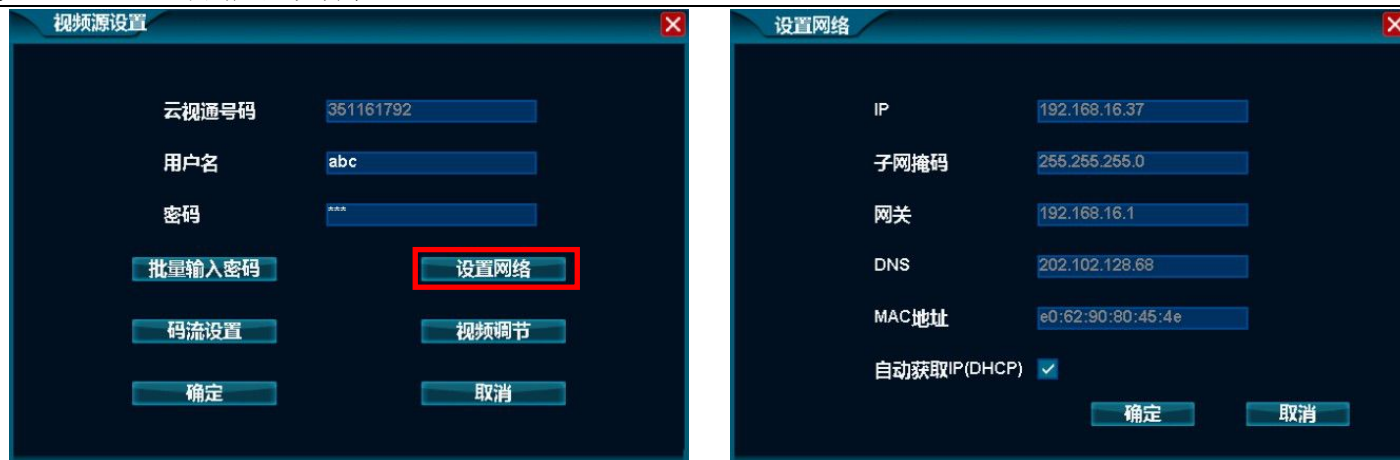 视频源设置
云视通号码 351161792
用户名 abc
密码 ***
批量输入密码 设置网络
码流设置 视频调节
确定 取消
设置网络
IP 192.168.16.37
子网掩码 255.255.255.0
网关 192.168.16.1
DNS 202.102.128.68
MAC地址 e0:62:90:80:45:4e
自动获取IP(DHCP)
确定 取消